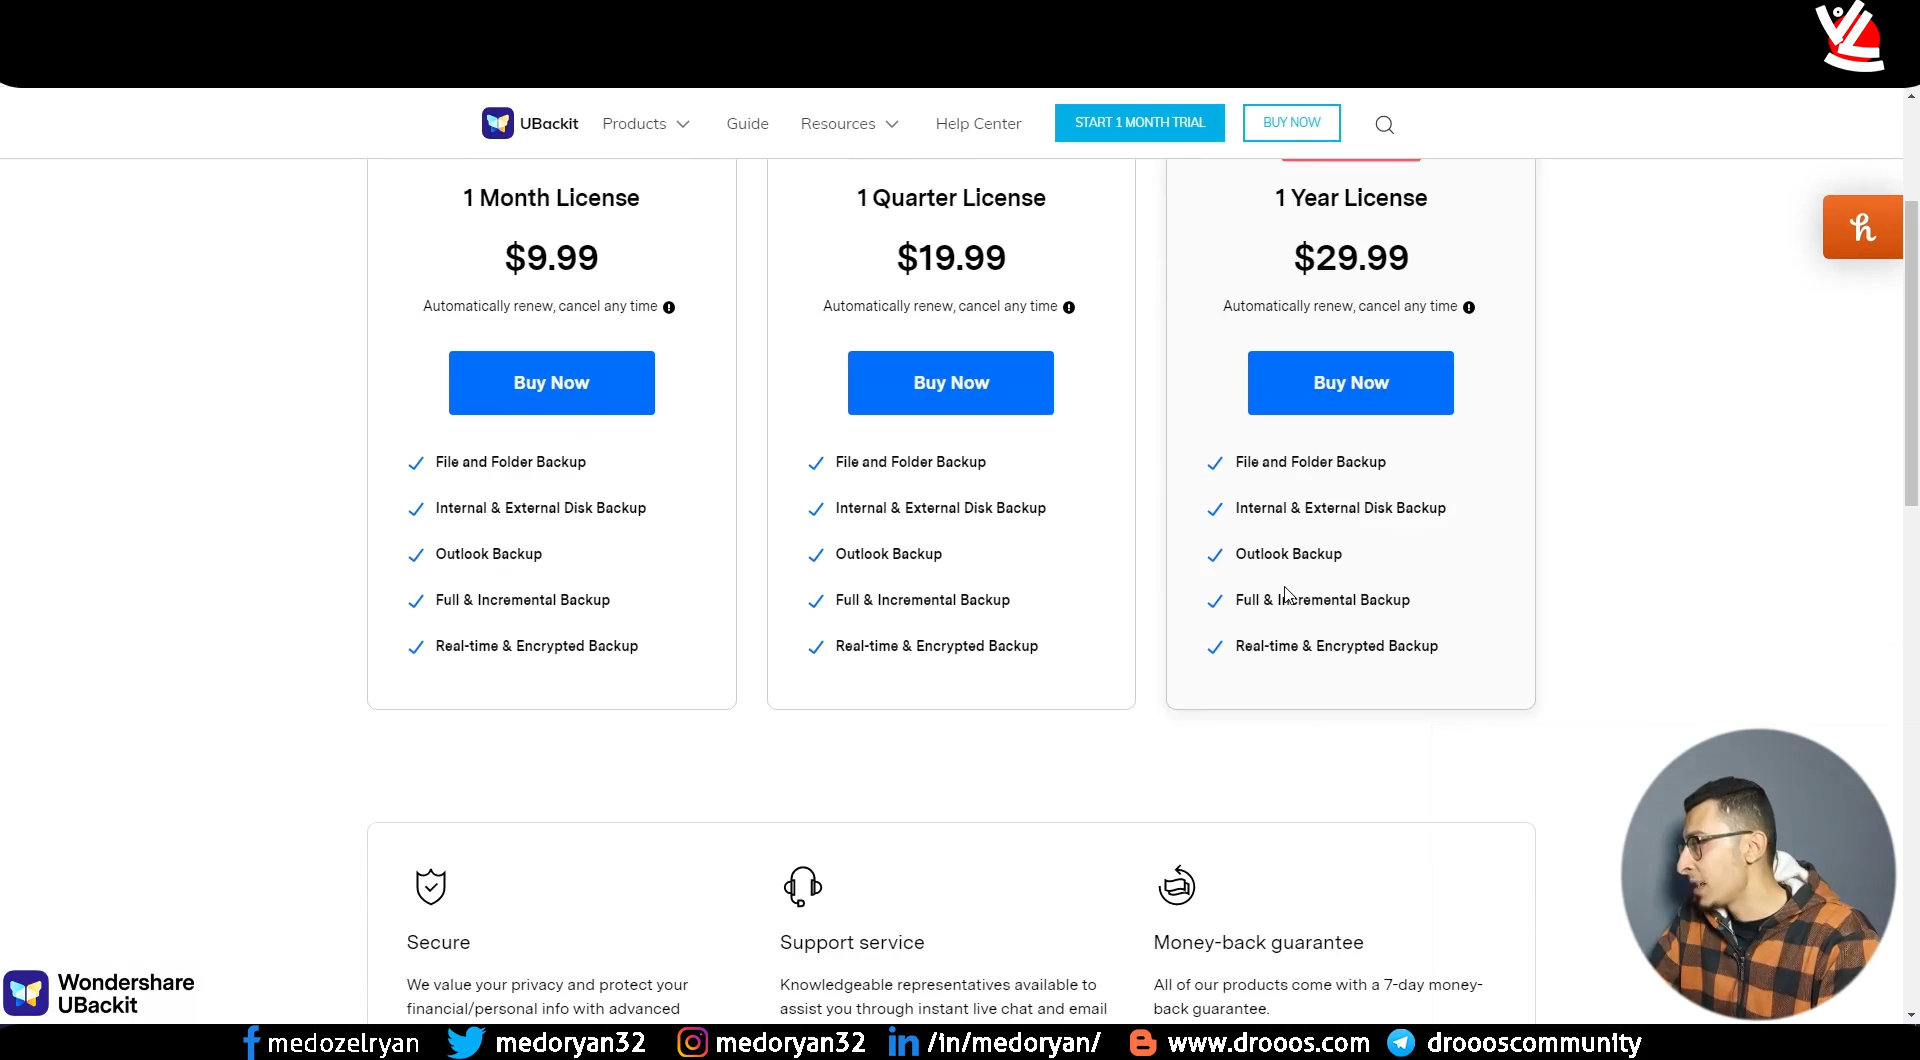 UBackit
Products
Guide
Resources
Help Center
START 1 MONTH TRIAL
BUY NOW
1 Month License
$9.99
Automatically renew, cancel any time
Buy Now
File and Folder Backup
Internal & External Disk Backup
Outlook Backup
Full & Incremental Backup
Real-time & Encrypted Backup
1 Quarter License
$19.99
Automatically renew, cancel any time
Buy Now
File and Folder Backup
Internal & External Disk Backup
Outlook Backup
Full & Incremental Backup
Real-time & Encrypted Backup
1 Year License
$29.99
Automatically renew, cancel any time
Buy Now
File and Folder Backup
Internal & External Disk Backup
Outlook Backup
Full & Incremental Backup
Real-time & Encrypted Backup
h
Secure
We value your privacy and protect your
financial/personal info with advanced
Support service
Knowledgeable representatives available to
assist you through instant live chat and email
Money-back guarantee
All of our products come with a 7-day money-
back guarantee.
Wondershare
UBackit
medozelryan
medoryan32
medoryan32
/in/medoryan/
www.drooos.com
droooscommunity